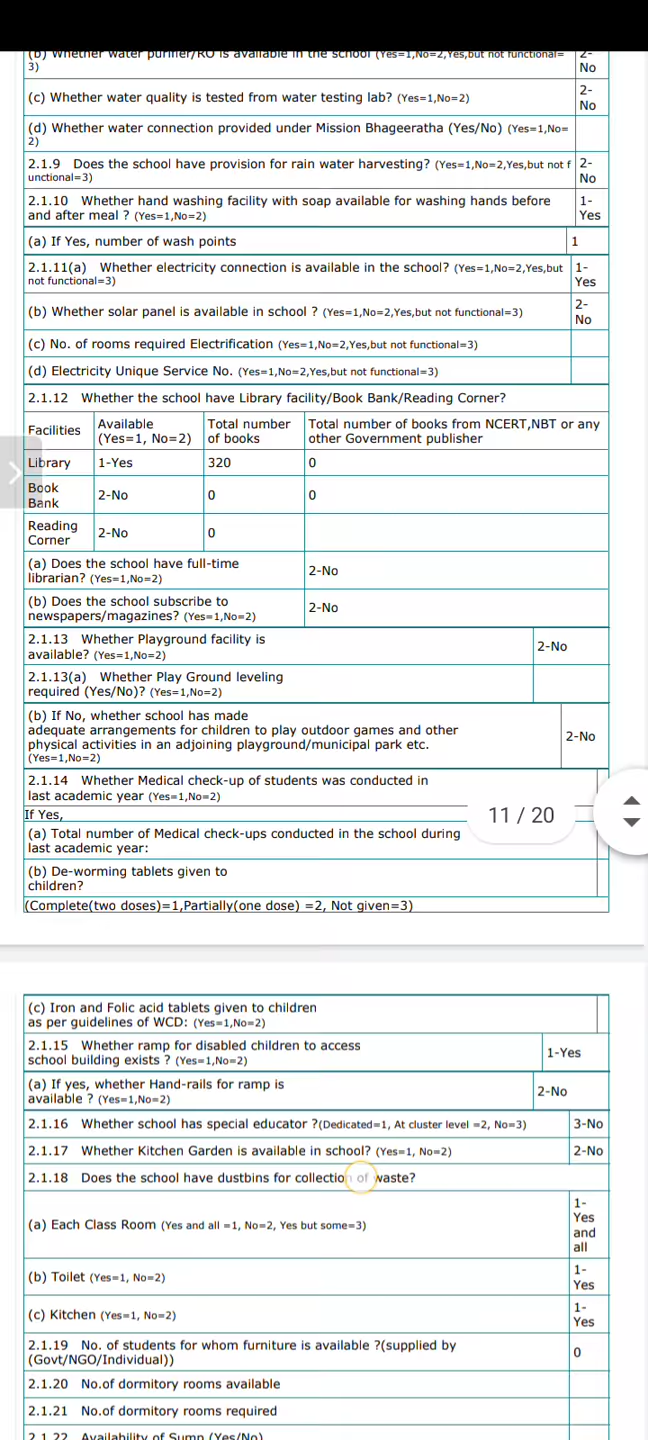 (b) Whether water purifier/RO is available in the school (Yes=1,No=2,Yes,but not functional=
3)
2-
No
(c) Whether water quality is tested from water testing lab? (Yes=1,No=2)
2-
No
(d) Whether water connection provided under Mission Bhageeratha (Yes/No) (Yes=1,No=
2)
2.1.9 Does the school have provision for rain water harvesting? (Yes=1,No=2,Yes,but not f
unctional=3)
2-
No
2.1.10 Whether hand washing facility with soap available for washing hands before
and after meal ? (Yes=1,No=2)
1-
Yes
(a) If Yes, number of wash points
1
2.1.11(a) Whether electricity connection is available in the school? (Yes=1,No=2,Yes,but
not functional=3)
1-
Yes
(b) Whether solar panel is available in school ? (Yes=1,No=2,Yes,but not functional=3)
2-
No
(c) No. of rooms required Electrification (Yes=1,No=2,Yes,but not functional=3)
(d) Electricity Unique Service No. (Yes=1,No=2,Yes,but not functional=3)
2.1.12 Whether the school have Library facility/Book Bank/Reading Corner?
Facilities
Available
(Yes=1, No=2)
Total number
of books
Total number of books from NCERT,NBT or any
other Government publisher
Library 1-Yes 320 0
Book
Bank
2-No 0 0
Reading
Corner
2-No 0
(a) Does the school have full-time
librarian? (Yes=1,No=2)
2-No
(b) Does the school subscribe to
newspapers/magazines? (Yes=1,No=2)
2-No
2.1.13 Whether Playground facility is
available? (Yes=1,No=2)
2-No
2.1.13(a) Whether Play Ground leveling
required (Yes/No)? (Yes=1,No=2)
(b) If No, whether school has made
adequate arrangements for children to play outdoor games and other
physical activities in an adjoining playground/municipal park etc.
(Yes=1,No=2)
2-No
2.1.14 Whether Medical check-up of students was conducted in
last academic year (Yes=1,No=2)
If Yes,
11 / 20
(a) Total number of Medical check-ups conducted in the school during
last academic year:
(b) De-worming tablets given to
children?
(Complete(two doses)=1,Partially(one dose) =2, Not given=3)
(c) Iron and Folic acid tablets given to children
as per guidelines of WCD: (Yes=1,No=2)
2.1.15 Whether ramp for disabled children to access
school building exists ? (Yes=1,No=2)
1-Yes
(a) If yes, whether Hand-rails for ramp is
available ? (Yes=1,No=2)
2-No
2.1.16 Whether school has special educator ?(Dedicated=1, At cluster level =2, No=3) 3-No
2.1.17 Whether Kitchen Garden is available in school? (Yes=1, No=2) 2-No
2.1.18 Does the school have dustbins for collection of waste?
(a) Each Class Room (Yes and all =1, No=2, Yes but some=3)
1-
Yes
and
all
(b) Toilet (Yes=1, No=2)
1-
Yes
(c) Kitchen (Yes=1, No=2)
1-
Yes
2.1.19 No. of students for whom furniture is available ?(supplied by
(Govt/NGO/Individual))
0
2.1.20 No.of dormitory rooms available
2.1.21 No.of dormitory rooms required
2.1.22 Availability of Sump (Yes/No)